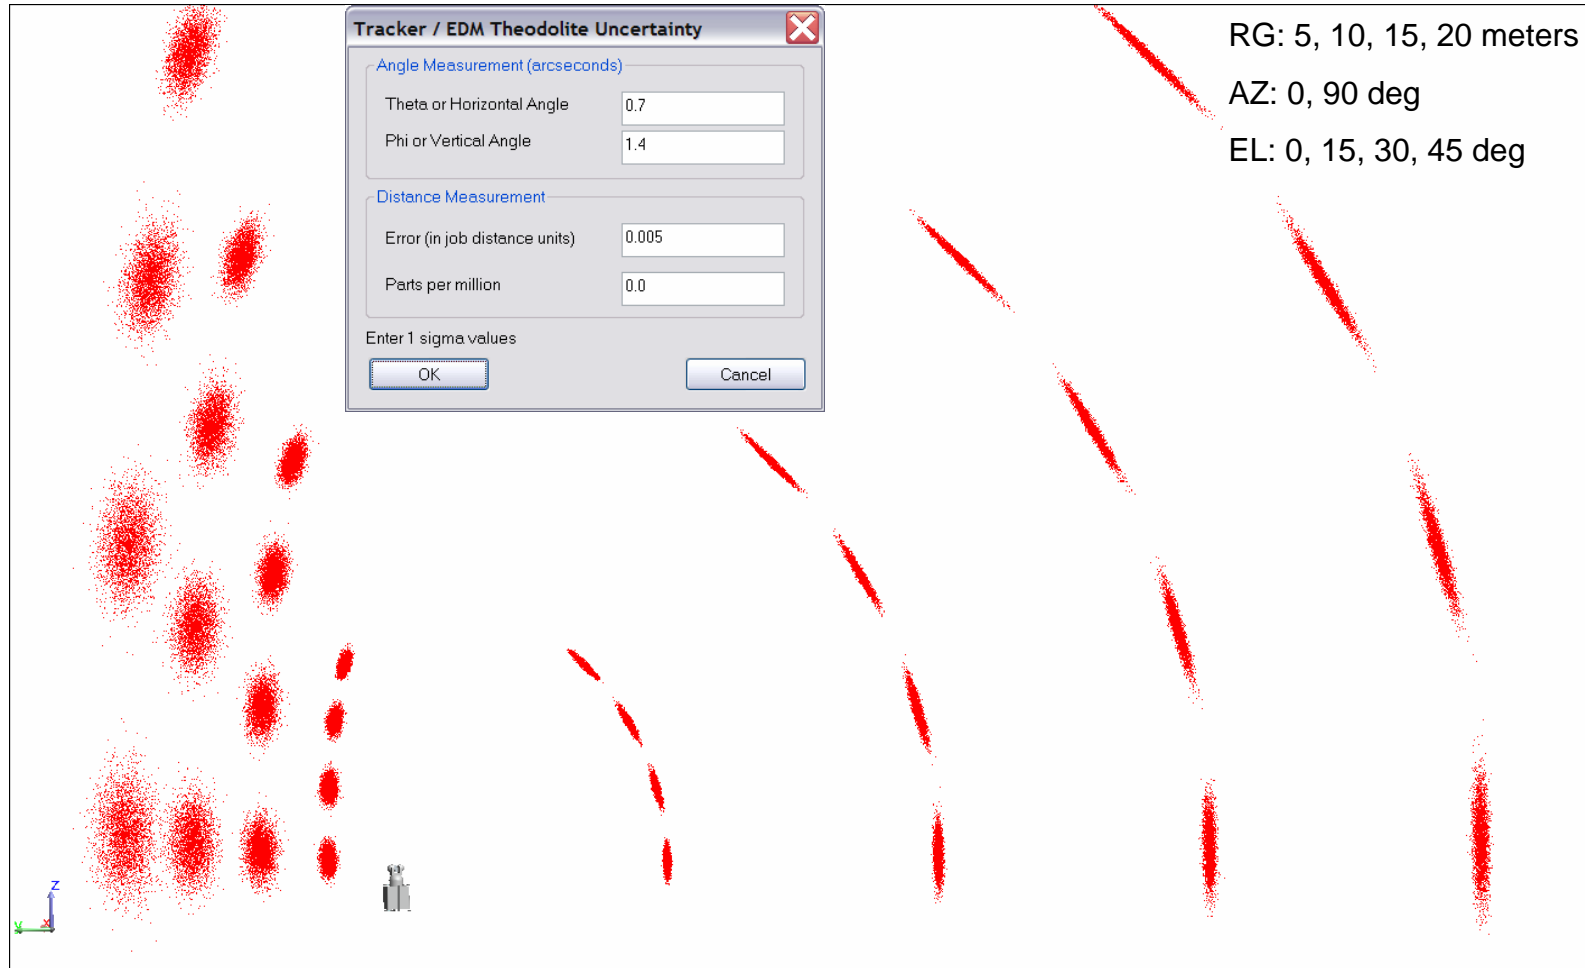 Tracker / EDM Theodolite Uncertainty
Angle Measurement (arcseconds)
Theta or Horizontal Angle 0.7
Phi or Vertical Angle 1.4
Distance Measurement
Error (in job distance units) 0.005
Parts per million 0.0
Enter 1 sigma values
OK Cancel
RG: 5, 10, 15, 20 meters
AZ: 0, 90 deg
EL: 0, 15, 30, 45 deg
Z
Y
X